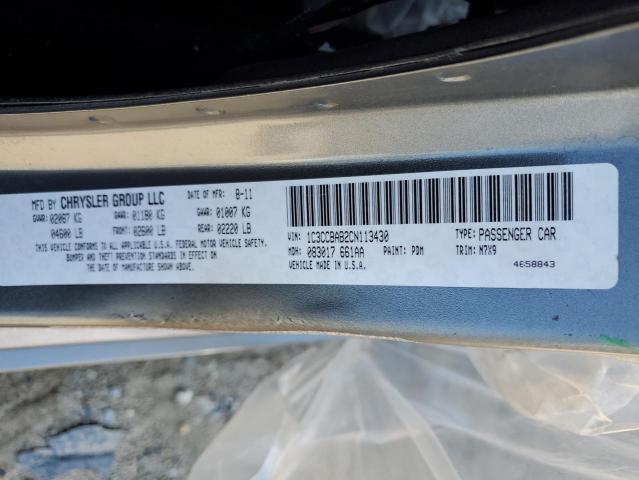 MFD BY CHRYSLER GROUP LLC DATE OF MFR: 8-11
GVWR: 02087 KG GAWR: 01180 KG GAWR: 01007 KG
04600 LB FRONT: 02600 LB REAR: 02220 LB
THIS VEHICLE CONFORMS TO ALL APPLICABLE U.S.A. FEDERAL MOTOR VEHICLE SAFETY,
BUMPER AND THEFT PREVENTION STANDARDS IN EFFECT ON
THE DATE OF MANUFACTURE SHOWN ABOVE.
VIN: 1C3CCBAB2CN113430 TYPE: PASSENGER CAR
MDH: 083017 661AA PAINT: PDM TRIM: N7X9
VEHICLE MADE IN U.S.A. 4658843